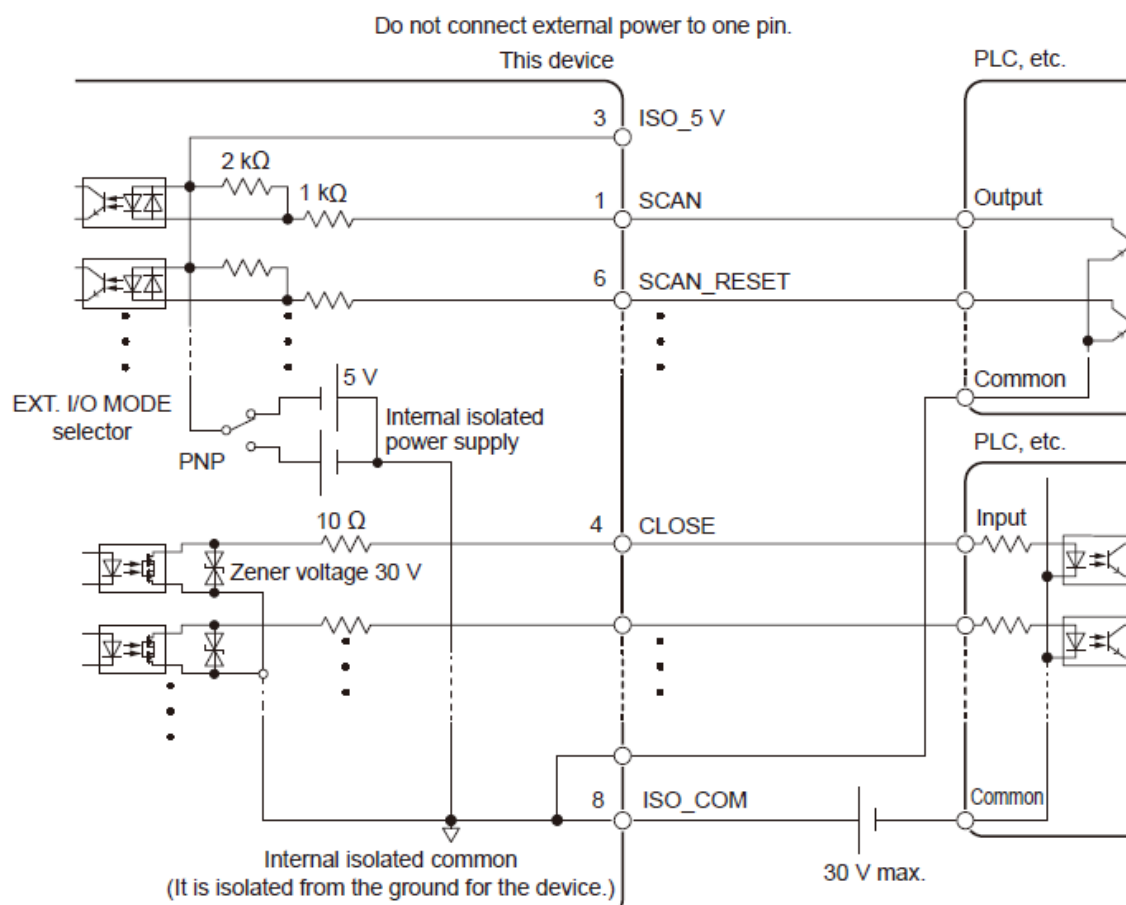 Do not connect external power to one pin.
This device
PLC, etc.
3 ISO_5 V
2 kΩ
1 kΩ
1 SCAN
Output
6 SCAN_RESET
5 V
Common
EXT. I/O MODE
selector
Internal isolated
power supply
PNP
PLC, etc.
10 Ω
4 CLOSE
Input
Zener voltage 30 V
8 ISO_COM
Common
Internal isolated common
(It is isolated from the ground for the device.)
30 V max.